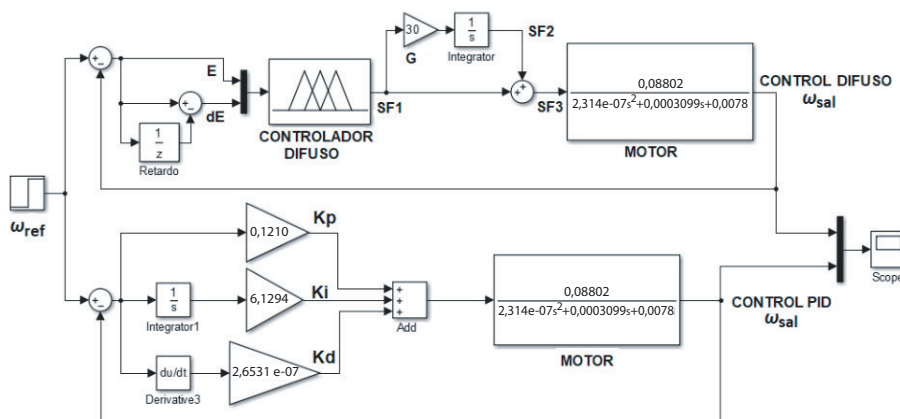 30
G
1
s
Integrator
SF2
SF1
SF3
E
dE
1
z
Retardo
CONTROLADOR
DIFUSO
0,08802
2,314e-07s²+0,0003099s+0,0078
MOTOR
CONTROL DIFUSO
ωsal
ωref
0,1210
Kp
1
s
Integrator1
6,1294
Ki
du/dt
Derivative3
2,6531 e-07
Kd
Add
0,08802
2,314e-07s²+0,0003099s+0,0078
MOTOR
CONTROL PID
ωsal
Scope